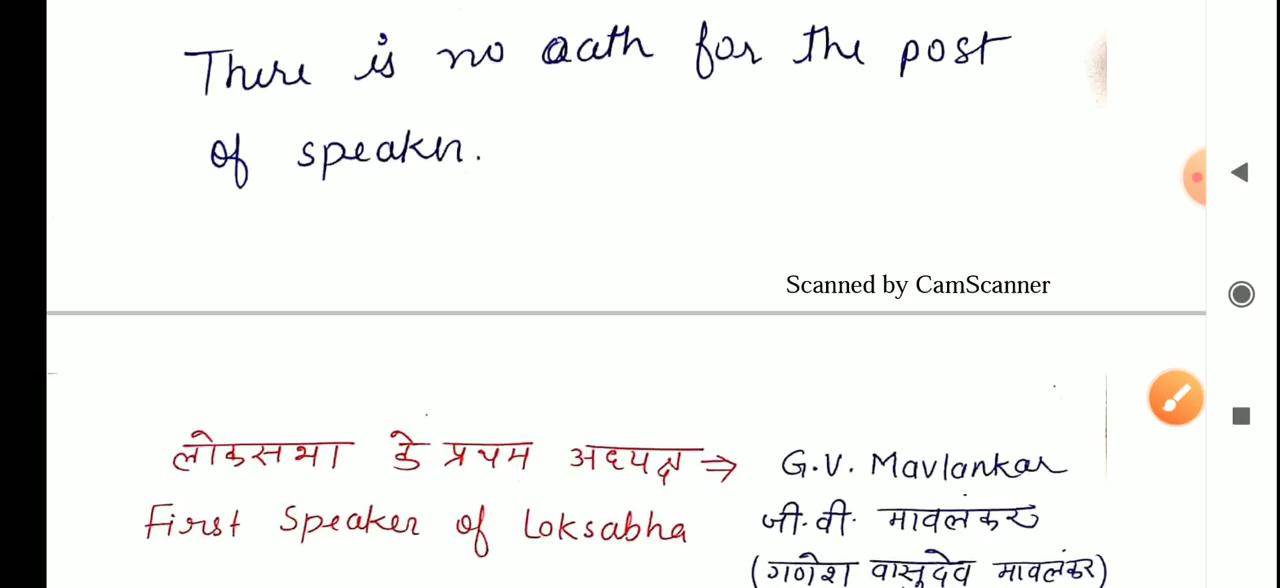 There is no oath for the post
of speaker.
Scanned by CamScanner
लोकसभा के प्रथम अध्यक्ष ⇒ G.V. Mavlankar
First Speaker of Loksabha जी.वी. मावलंकर
(गणेश वासुदेव मावलंकर)